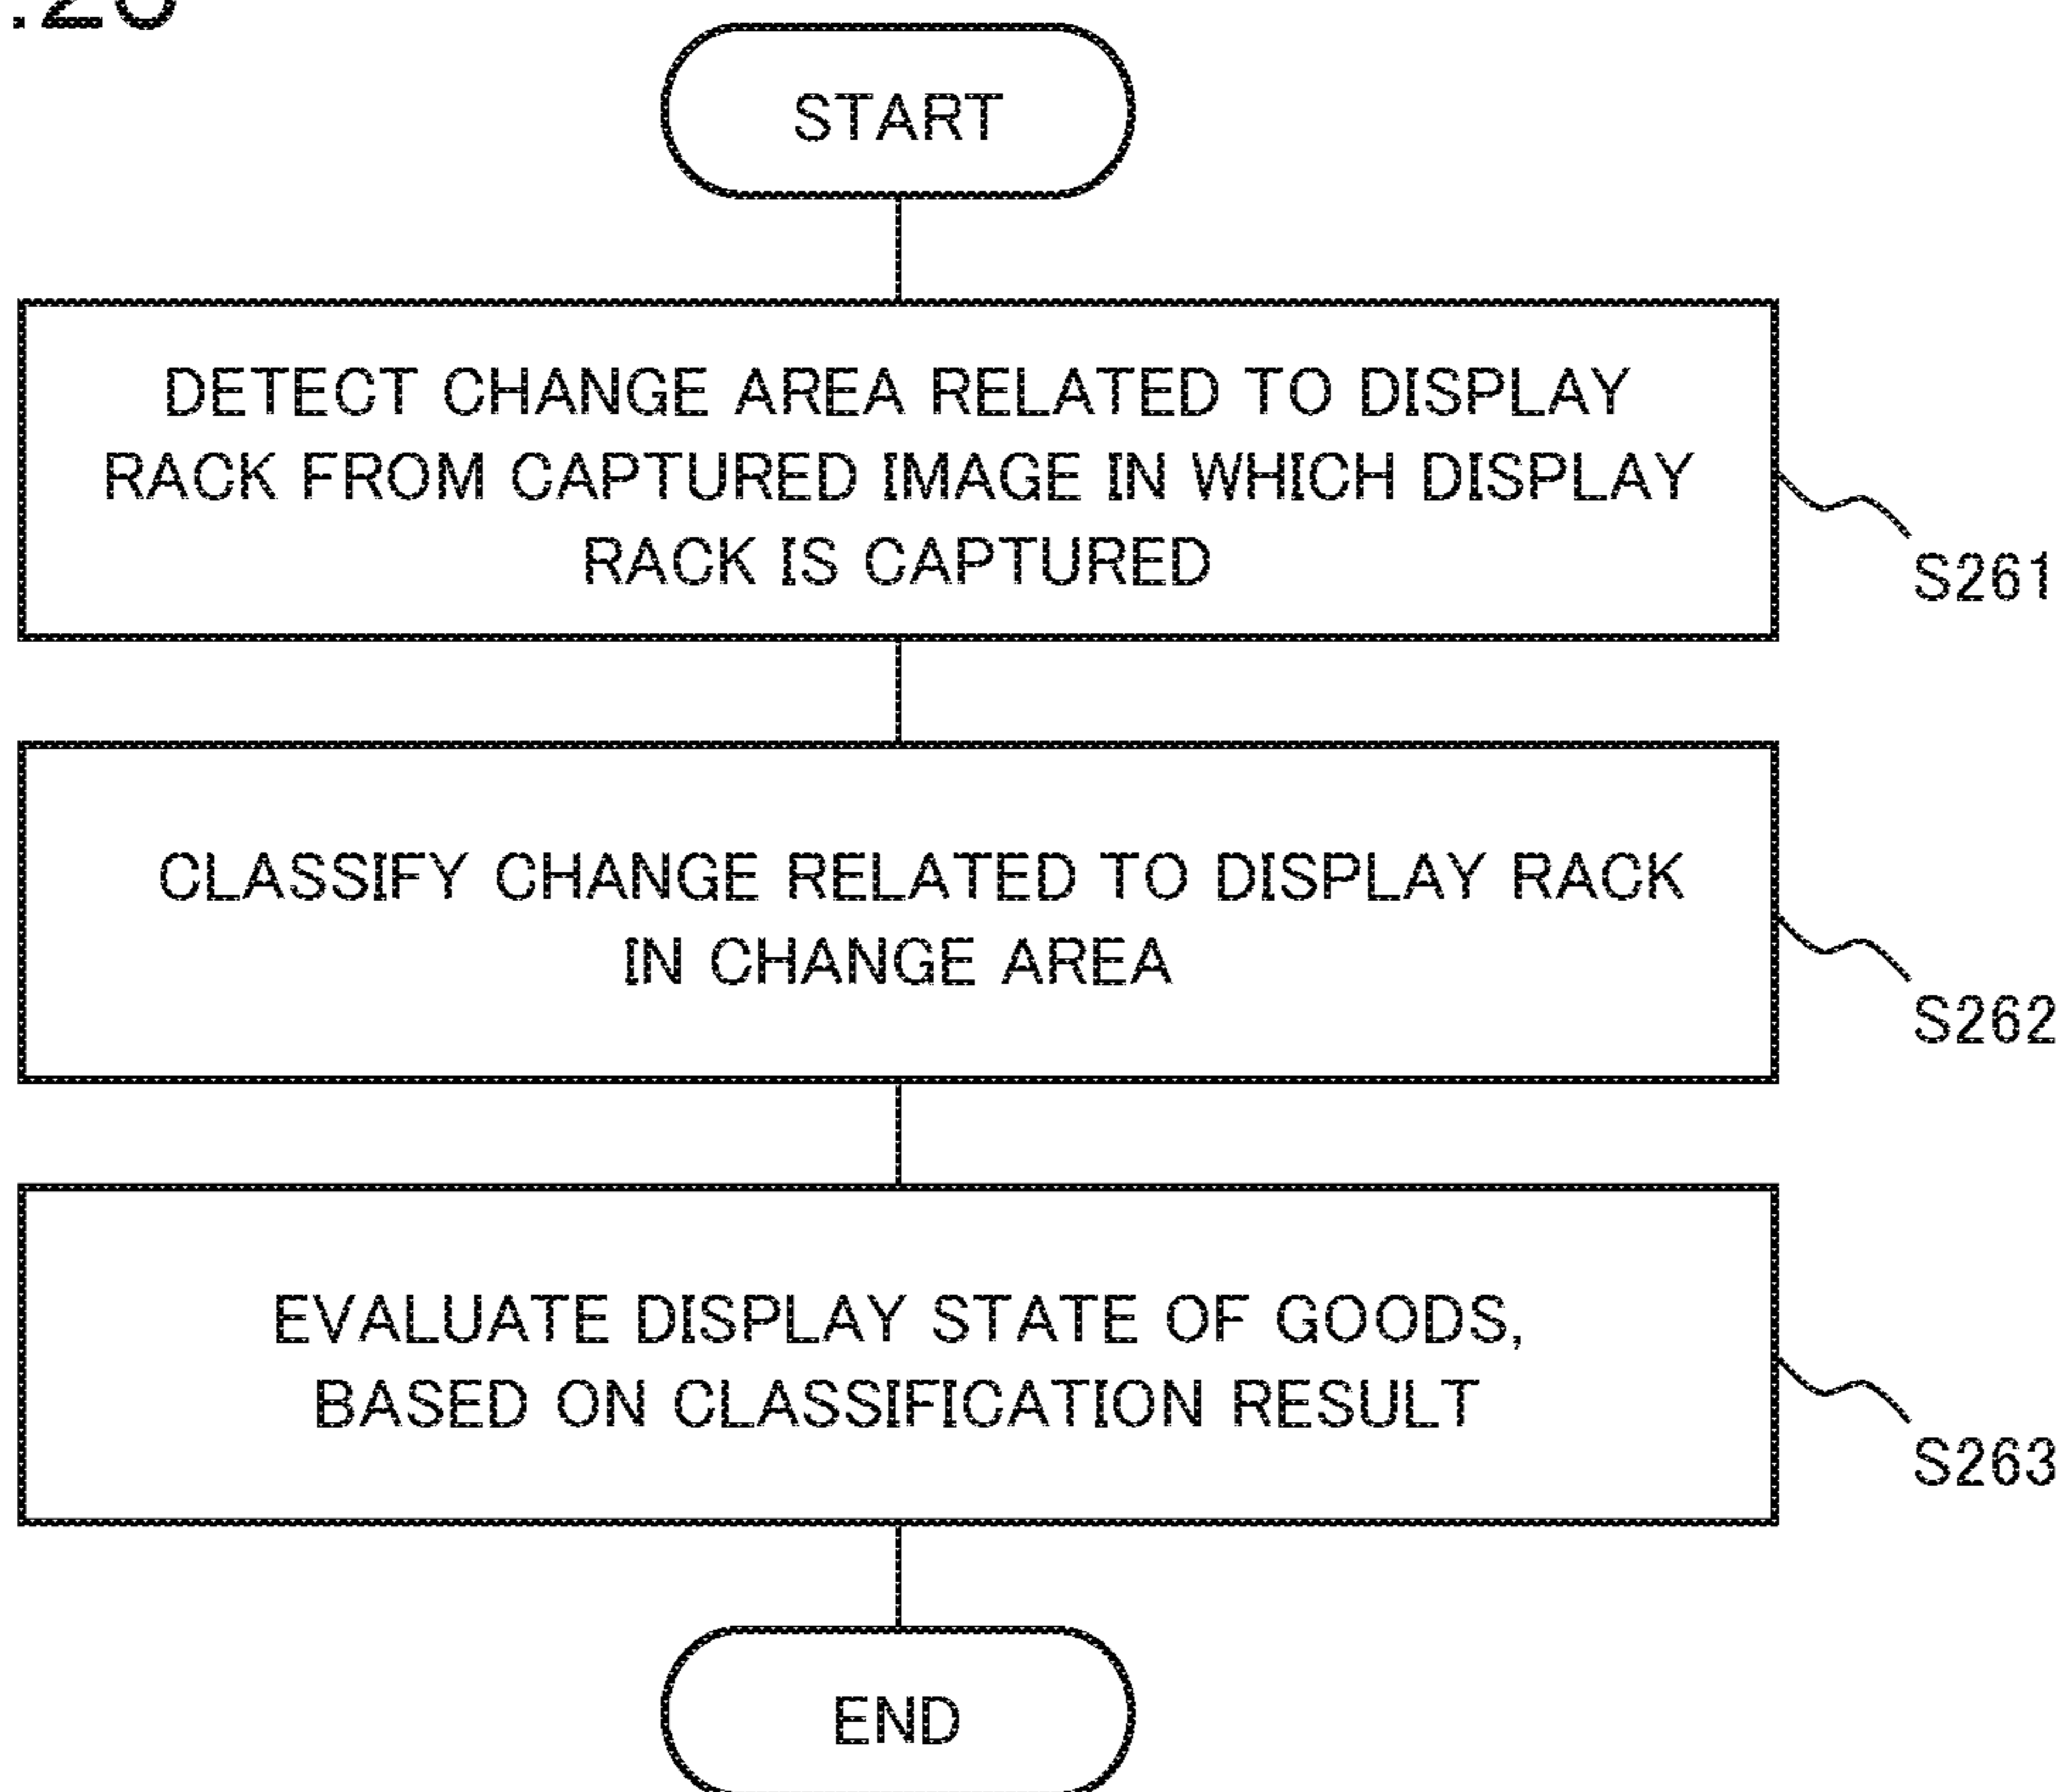 START
DETECT CHANGE AREA RELATED TO DISPLAY
RACK FROM CAPTURED IMAGE IN WHICH DISPLAY
RACK IS CAPTURED
S261
CLASSIFY CHANGE RELATED TO DISPLAY RACK
IN CHANGE AREA
S262
EVALUATE DISPLAY STATE OF GOODS,
BASED ON CLASSIFICATION RESULT
S263
END